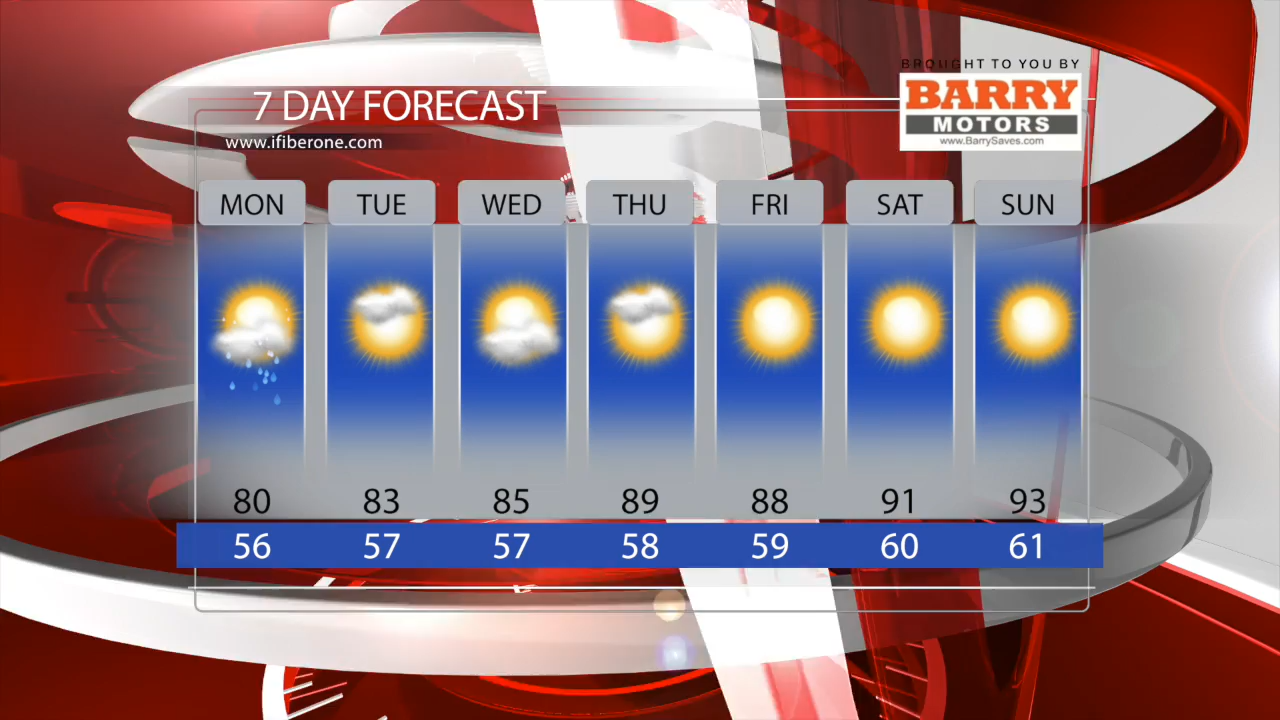 BROUGHT TO YOU BY
BARRY
MOTORS
www.BarrySaves.com
7 DAY FORECAST
www.ifiberone.com
MON TUE WED THU FRI SAT SUN
80 83 85 89 88 91 93
56 57 57 58 59 60 61